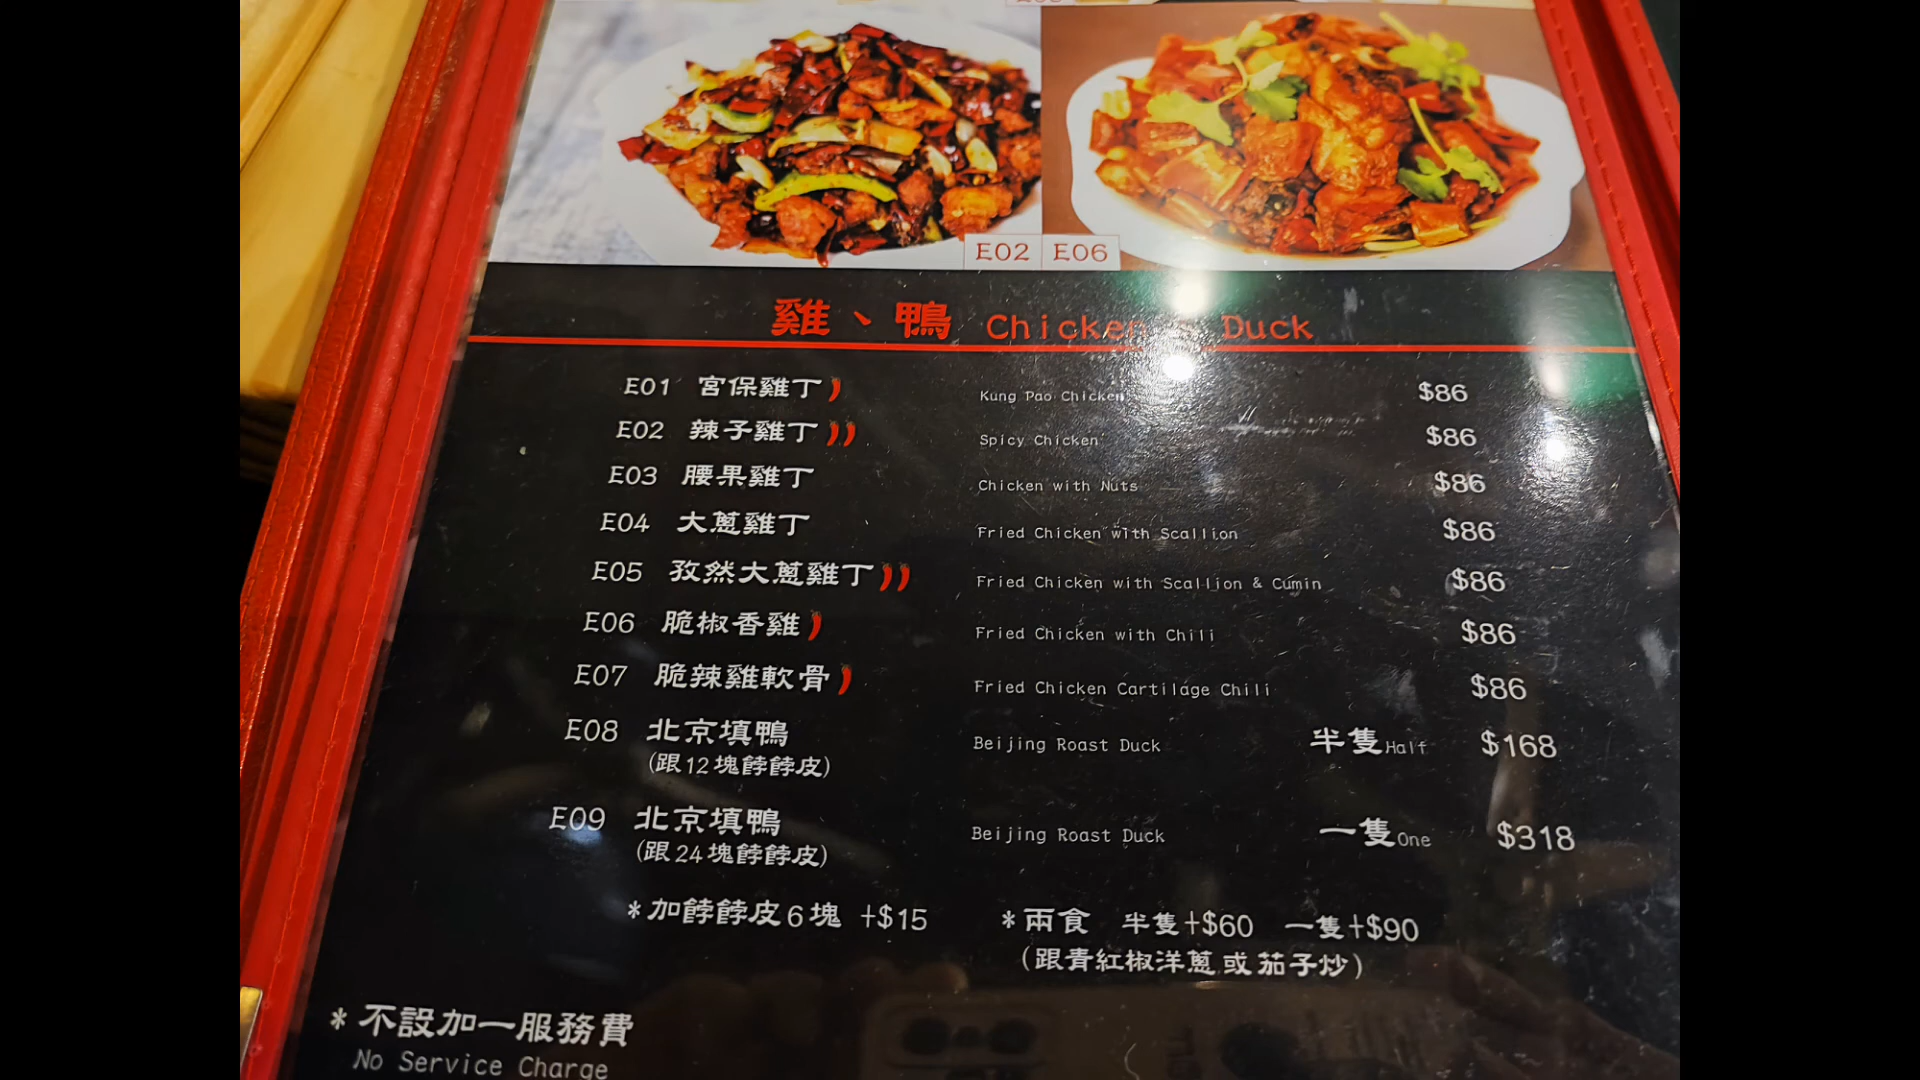 E02 E06
雞、鴨 Chicken Duck
E01 宮保雞丁 Kung Pao Chicken $86
E02 辣子雞丁 Spicy Chicken $86
E03 腰果雞丁 Chicken with Nuts $86
E04 大蔥雞丁 Fried Chicken with Scallion $86
E05 孜然大蔥雞丁 Fried Chicken with Scallion & Cumin $86
E06 脆椒香雞 Fried Chicken with Chili $86
E07 脆辣雞軟骨 Fried Chicken Cartilage Chili $86
E08 北京填鴨 Beijing Roast Duck 半隻 Half $168
(跟12塊餑餑皮)
E09 北京填鴨 Beijing Roast Duck 一隻 One $318
(跟24塊餑餑皮)
*加餑餑皮6塊 +$15 *兩食 半隻+$60 一隻+$90
(跟青紅椒洋蔥或茄子炒)
* 不設加一服務費
No Service Charge